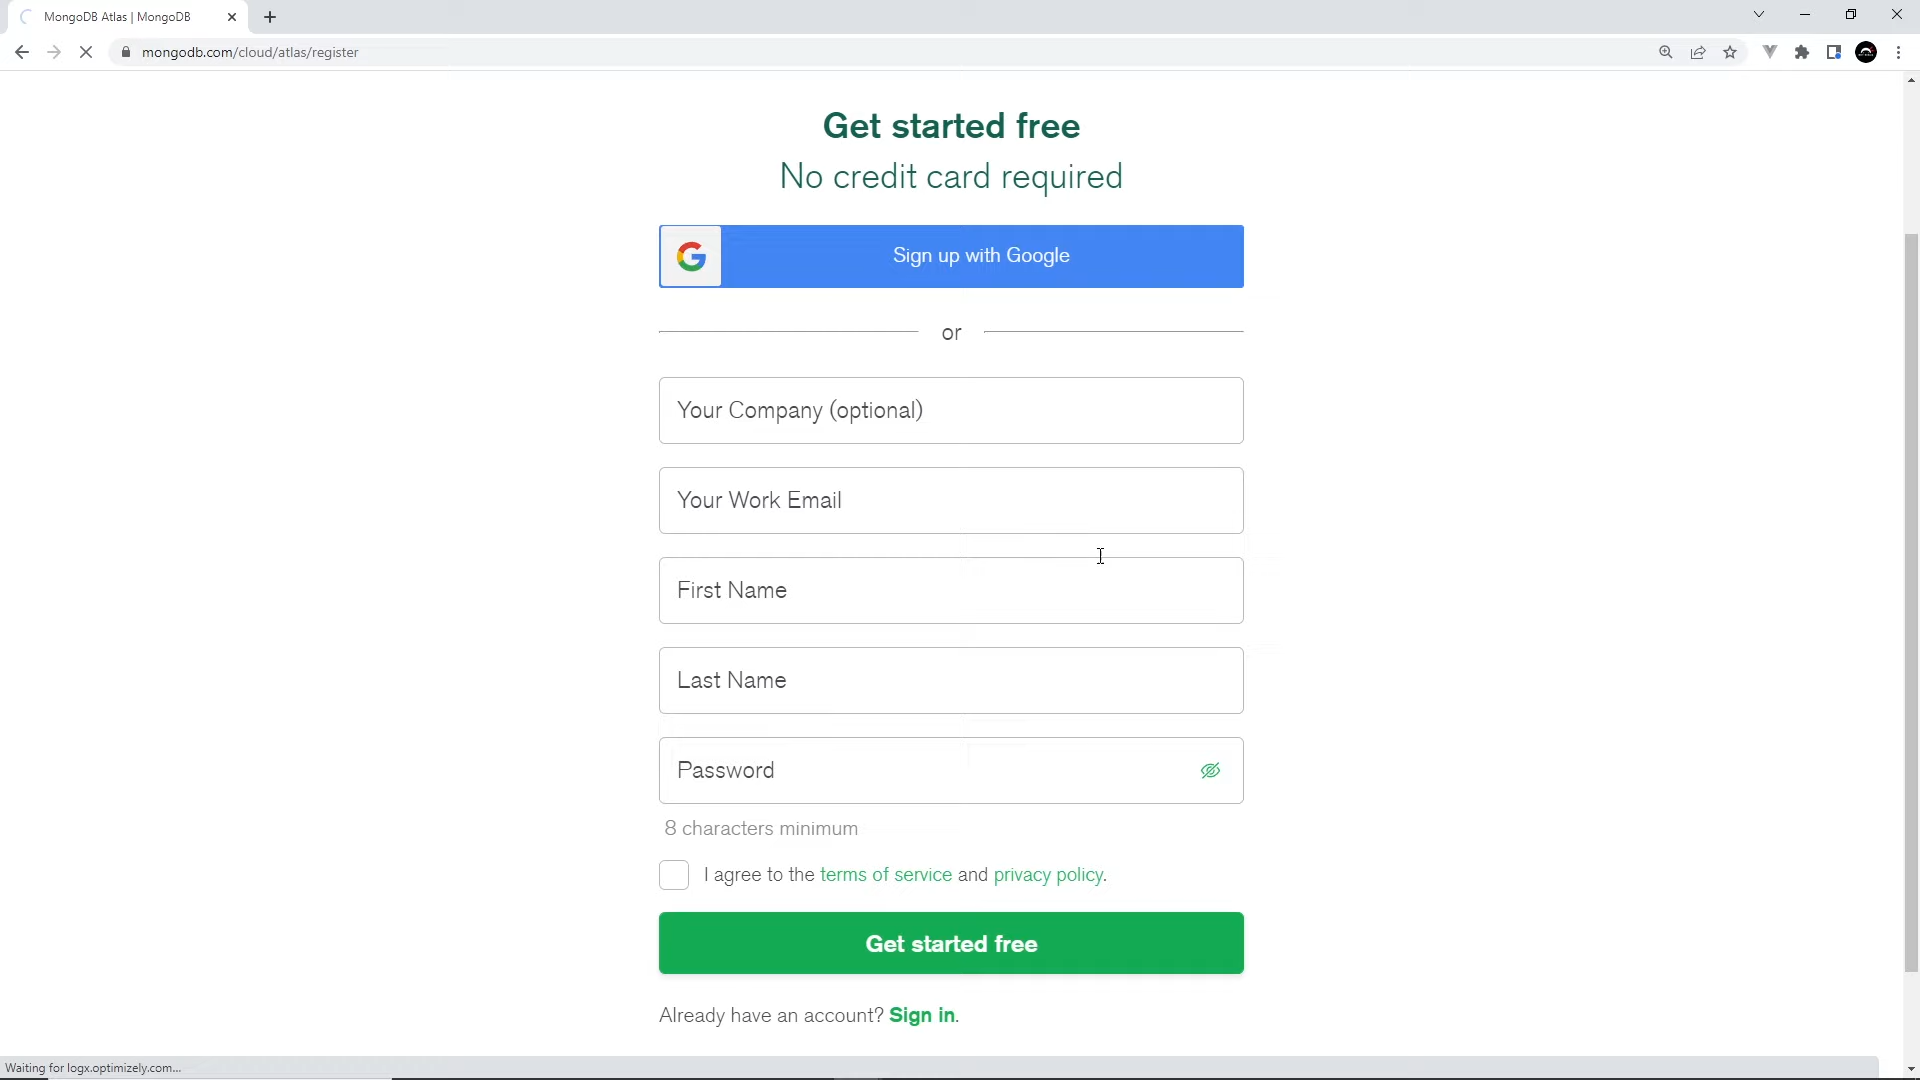 MongoDB Atlas | MongoDB
mongodb.com/cloud/atlas/register
Get started free
No credit card required
Sign up with Google
or
Your Company (optional)
Your Work Email
First Name
Last Name
Password
8 characters minimum
I agree to the terms of service and privacy policy.
Get started free
Already have an account? Sign in.
Waiting for logx.optimizely.com...